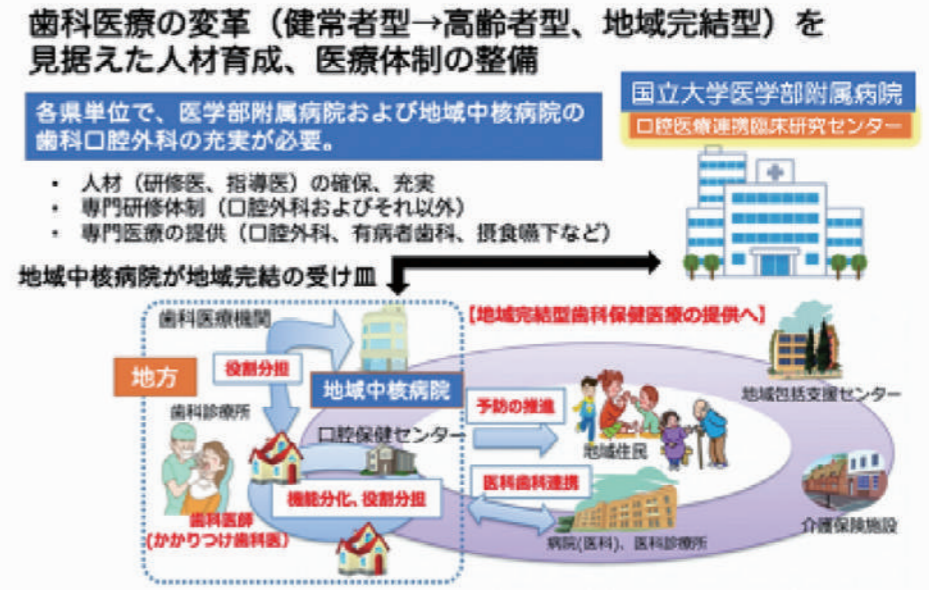 歯科医療の変革（健常者型→高齢者型、地域完結型）を
見据えた人材育成、医療体制の整備
国立大学医学部附属病院
口腔医療連携臨床研究センター
各県単位で、医学部附属病院および地域中核病院の
歯科口腔外科の充実が必要。
• 人材（研修医、指導医）の確保、充実
• 専門研修体制（口腔外科およびそれ以外）
• 専門医療の提供（口腔外科、有病者歯科、摂食嚥下など）
地域中核病院が地域完結の受け皿
歯科医療機関
【地域完結型歯科保健医療の提供へ】
役割分担
地方
地域中核病院
地域包括支援センター
予防の推進
歯科診療所
口腔保健センター
地域住民
医科歯科連携
機能分化、役割分担
歯科医師
(かかりつけ歯科医)
病院(医科)、医科診療所
介護保険施設